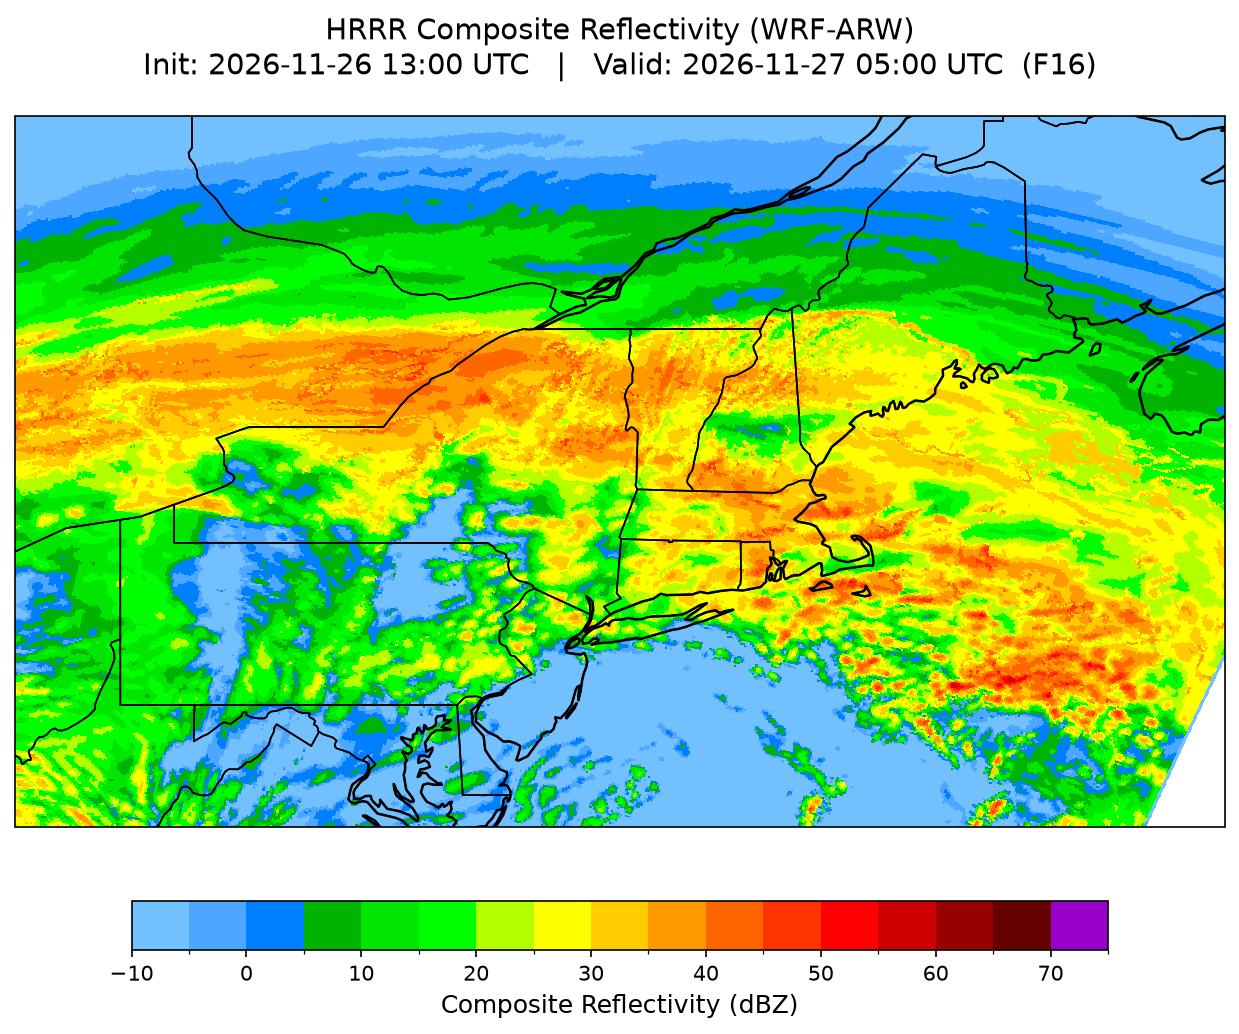 HRRR Composite Reflectivity (WRF-ARW)
Init: 2026-11-26 13:00 UTC | Valid: 2026-11-27 05:00 UTC (F16)
−10 0 10 20 30 40 50 60 70
Composite Reflectivity (dBZ)